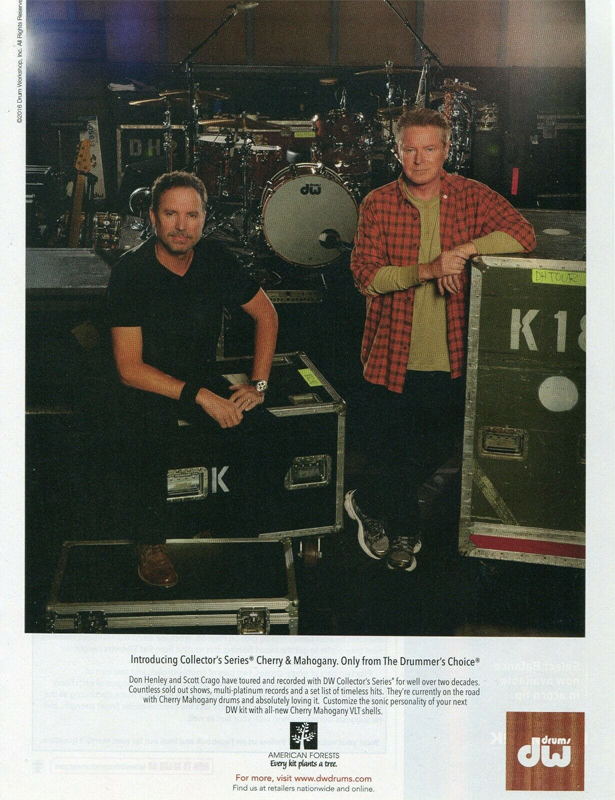 ©2016 Drum Workshop, Inc. All Rights Reserve
DH
dw
DH TOUR
K18
K
Introducing Collector's Series® Cherry & Mahogany. Only from The Drummer's Choice®
Don Henley and Scott Crago have toured and recorded with DW Collector's Series® for well over two decades.
Countless sold out shows, multi-platinum records and a set list of timeless hits. They're currently on the road
with Cherry Mahogany drums and absolutely loving it. Customize the sonic personality of your next
DW kit with all-new Cherry Mahogany VLT shells.
AMERICAN FORESTS
Every kit plants a tree.
For more, visit www.dwdrums.com
Find us at retailers nationwide and online.
drums
dw